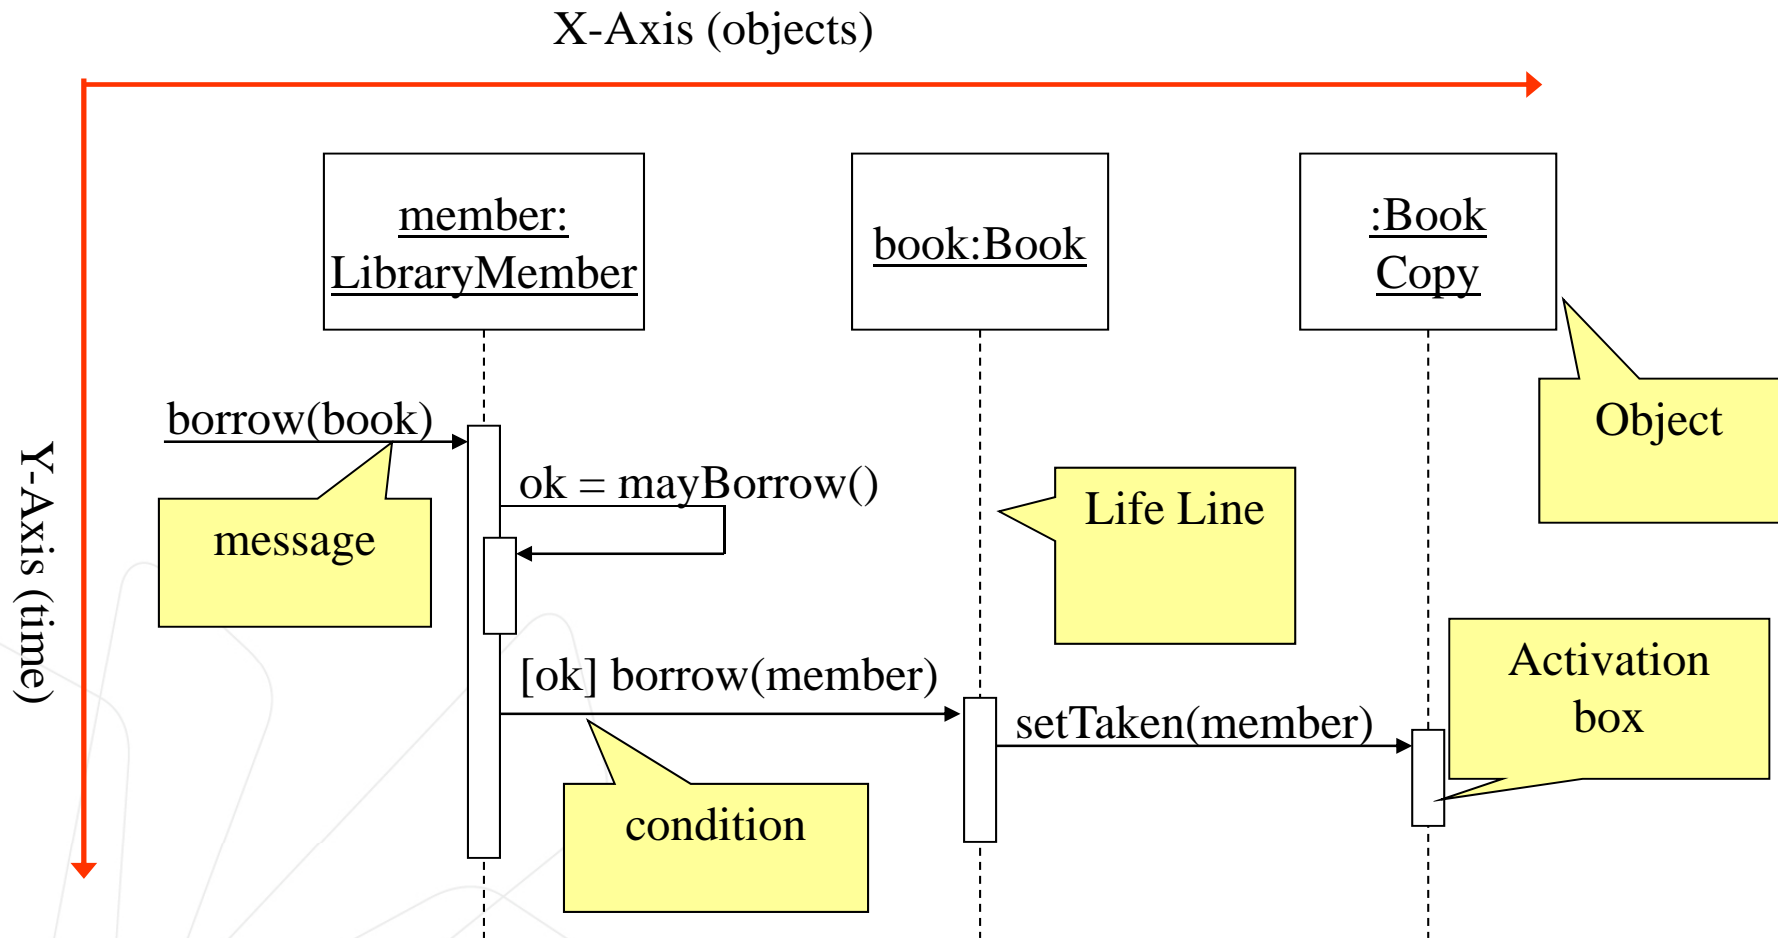 X-Axis (objects)
member:
LibraryMember
book:Book
:Book
Copy
Object
borrow(book)
message
ok = mayBorrow()
Life Line
Y-Axis (time)
[ok] borrow(member)
condition
setTaken(member)
Activation
box